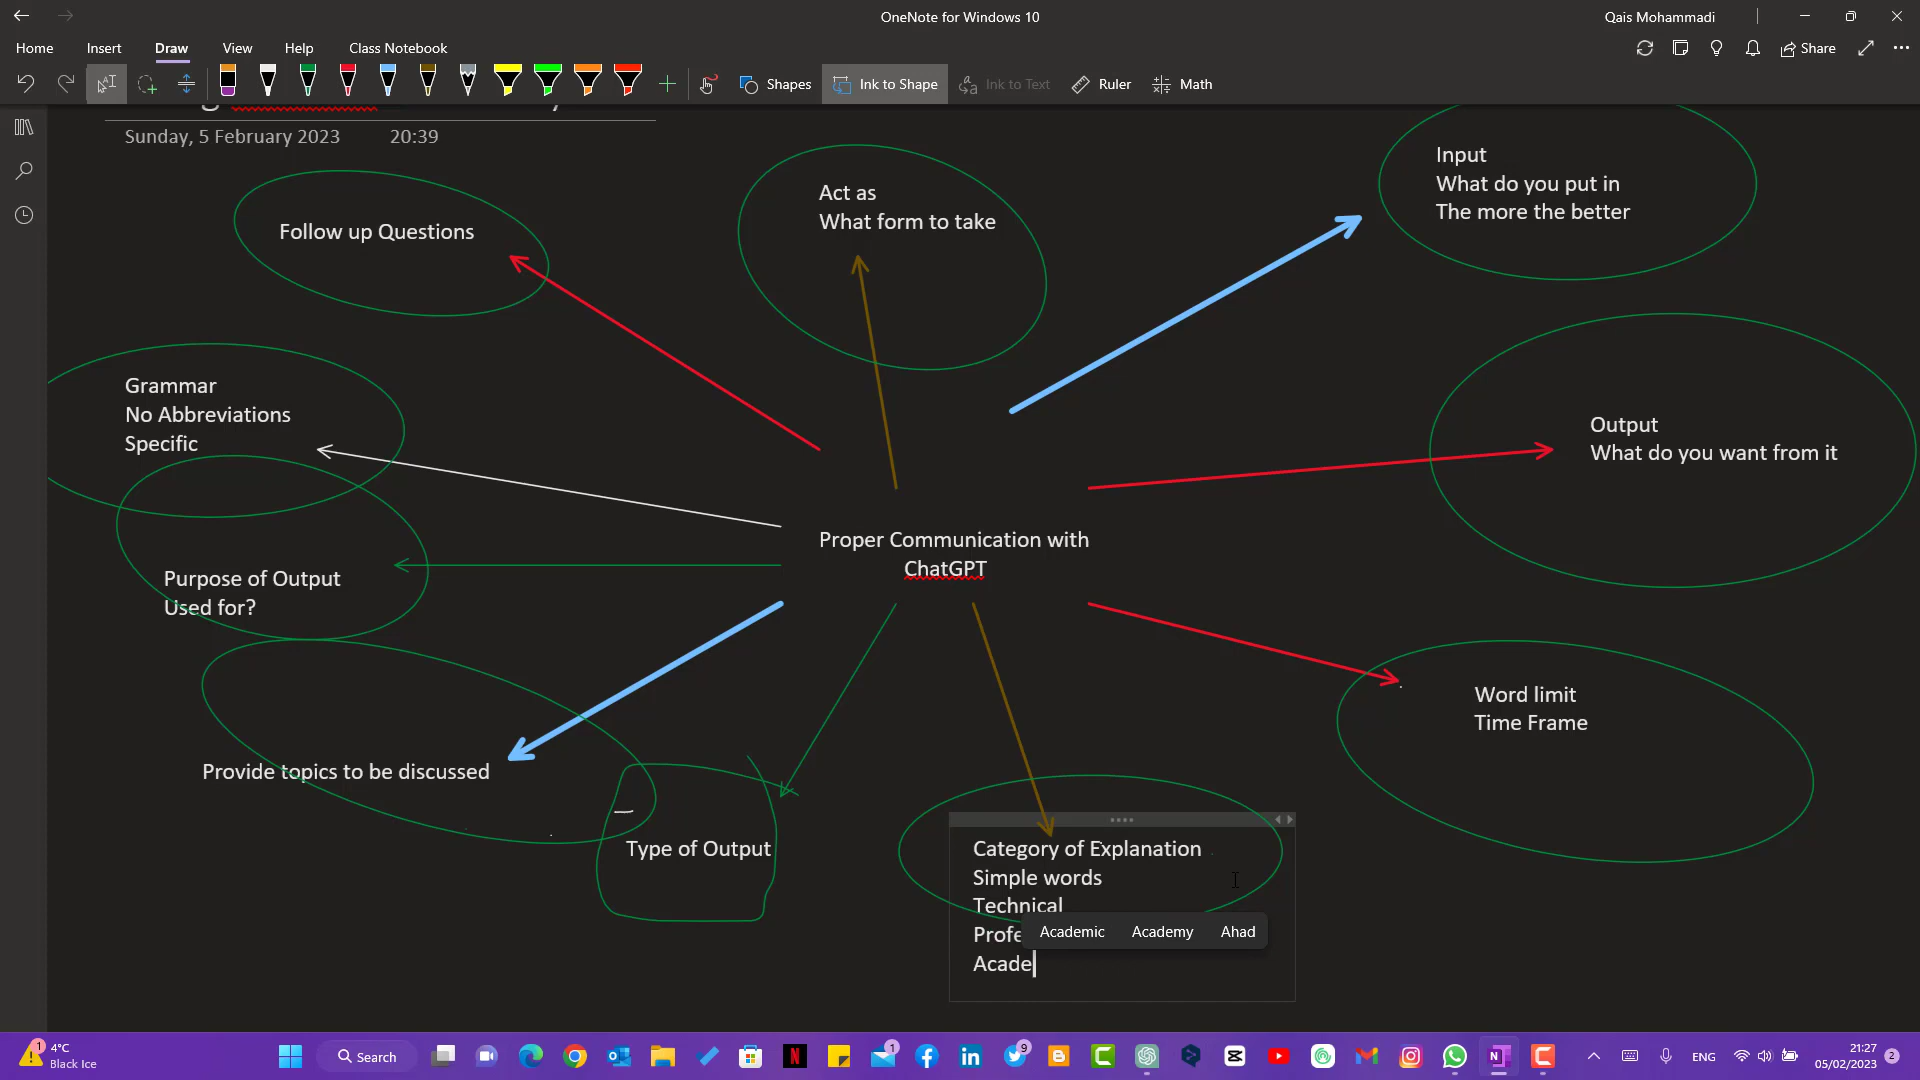 OneNote for Windows 10
Qais Mohammadi
Home Insert Draw View Help Class Notebook
Share
Shapes Ink to Shape Ink to Text Ruler Math
Sunday, 5 February 2023 20:39
Follow up Questions
Act as
What form to take
Input
What do you put in
The more the better
Grammar
No Abbreviations
Specific
Output
What do you want from it
Proper Communication with
ChatGPT
Purpose of Output
Used for?
Word limit
Time Frame
Provide topics to be discussed
Type of Output
Category of Explanation
Simple words
Technical
Profe
Academic Academy Ahad
Acade
4°C
Black Ice
Search
ENG
21:27
05/02/2023